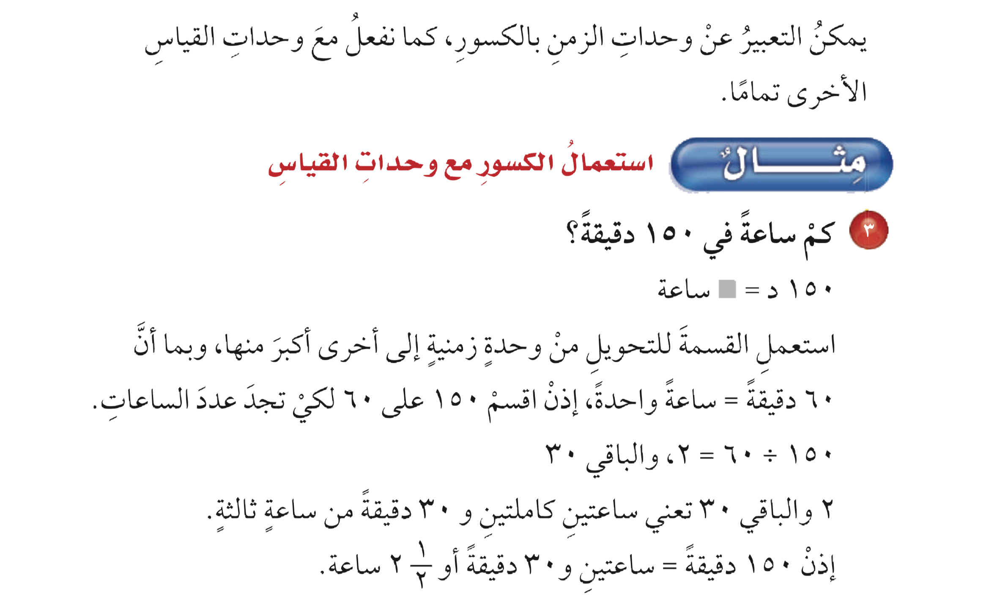 يمكنُ التعبيرُ عنْ وحداتِ الزمنِ بالكسورِ، كما نفعلُ معَ وحداتِ القياسِ
الأخرى تمامًا.
مِثالٌ استعمالُ الكسورِ مع وحداتِ القياسِ
٣ كمْ ساعةً في ١٥٠ دقيقةً؟
١٥٠ د = ■ ساعة
استعملِ القسمةَ للتحويلِ منْ وحدةٍ زمنيةٍ إلى أخرى أكبرَ منها، وبما أنَّ
٦٠ دقيقةً = ساعةً واحدةً، إذنْ اقسمْ ١٥٠ على ٦٠ لكيْ تجدَ عددَ الساعاتِ.
١٥٠ ÷ ٦٠ = ٢، والباقي ٣٠
٢ والباقي ٣٠ تعني ساعتينِ كاملتينِ و ٣٠ دقيقةً من ساعةٍ ثالثةٍ.
إذنْ ١٥٠ دقيقةً = ساعتينِ و٣٠ دقيقةً أو ١/٢ ٢ ساعة.